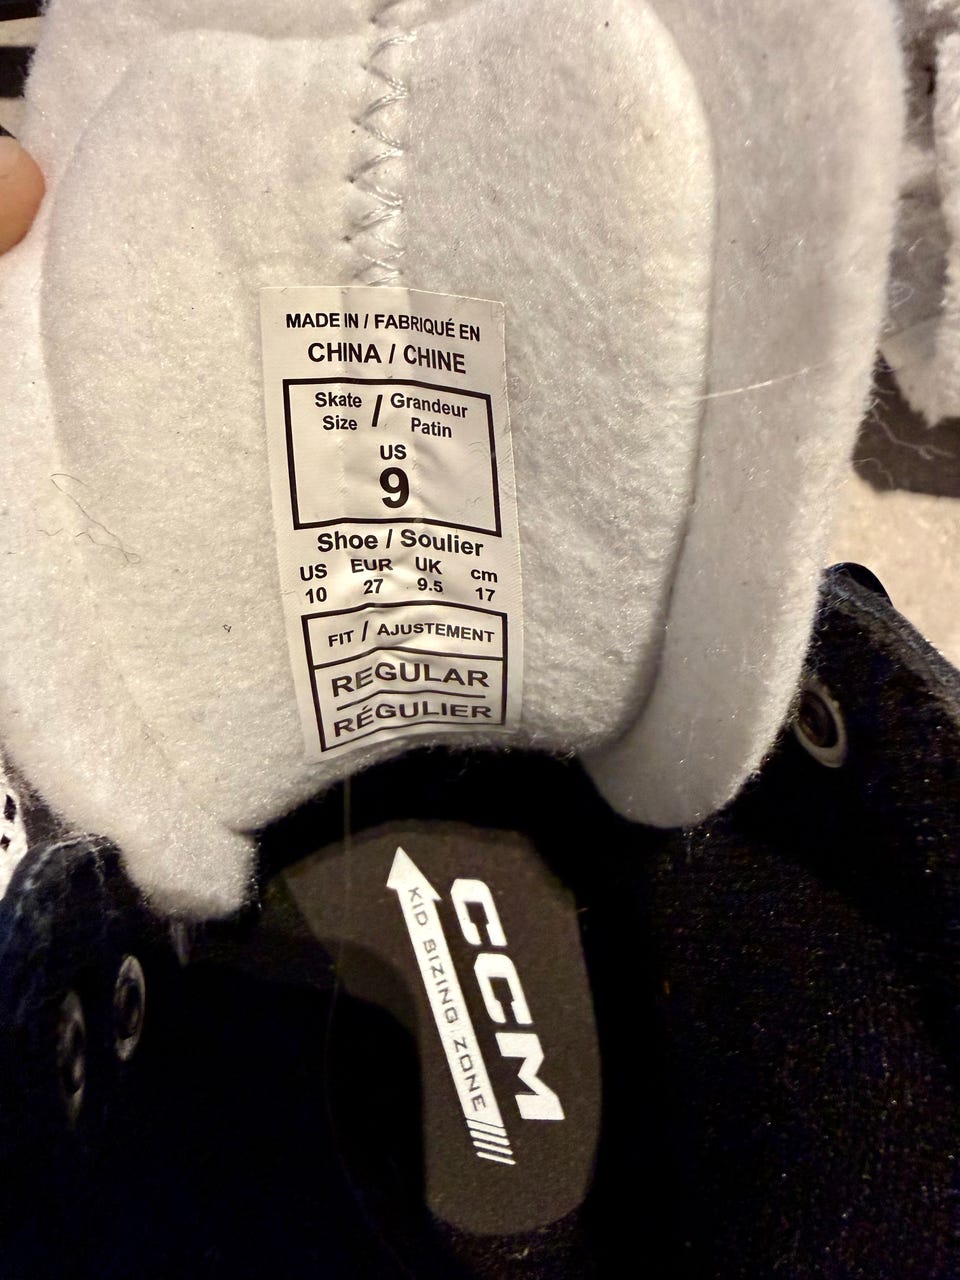 MADE IN / FABRIQUÉ EN
CHINA / CHINE
Skate Size / Grandeur Patin
US
9
Shoe / Soulier
US EUR UK cm
10 27 9.5 17
FIT / AJUSTEMENT
REGULAR
RÉGULIER
CCM
KID SIZING ZONE